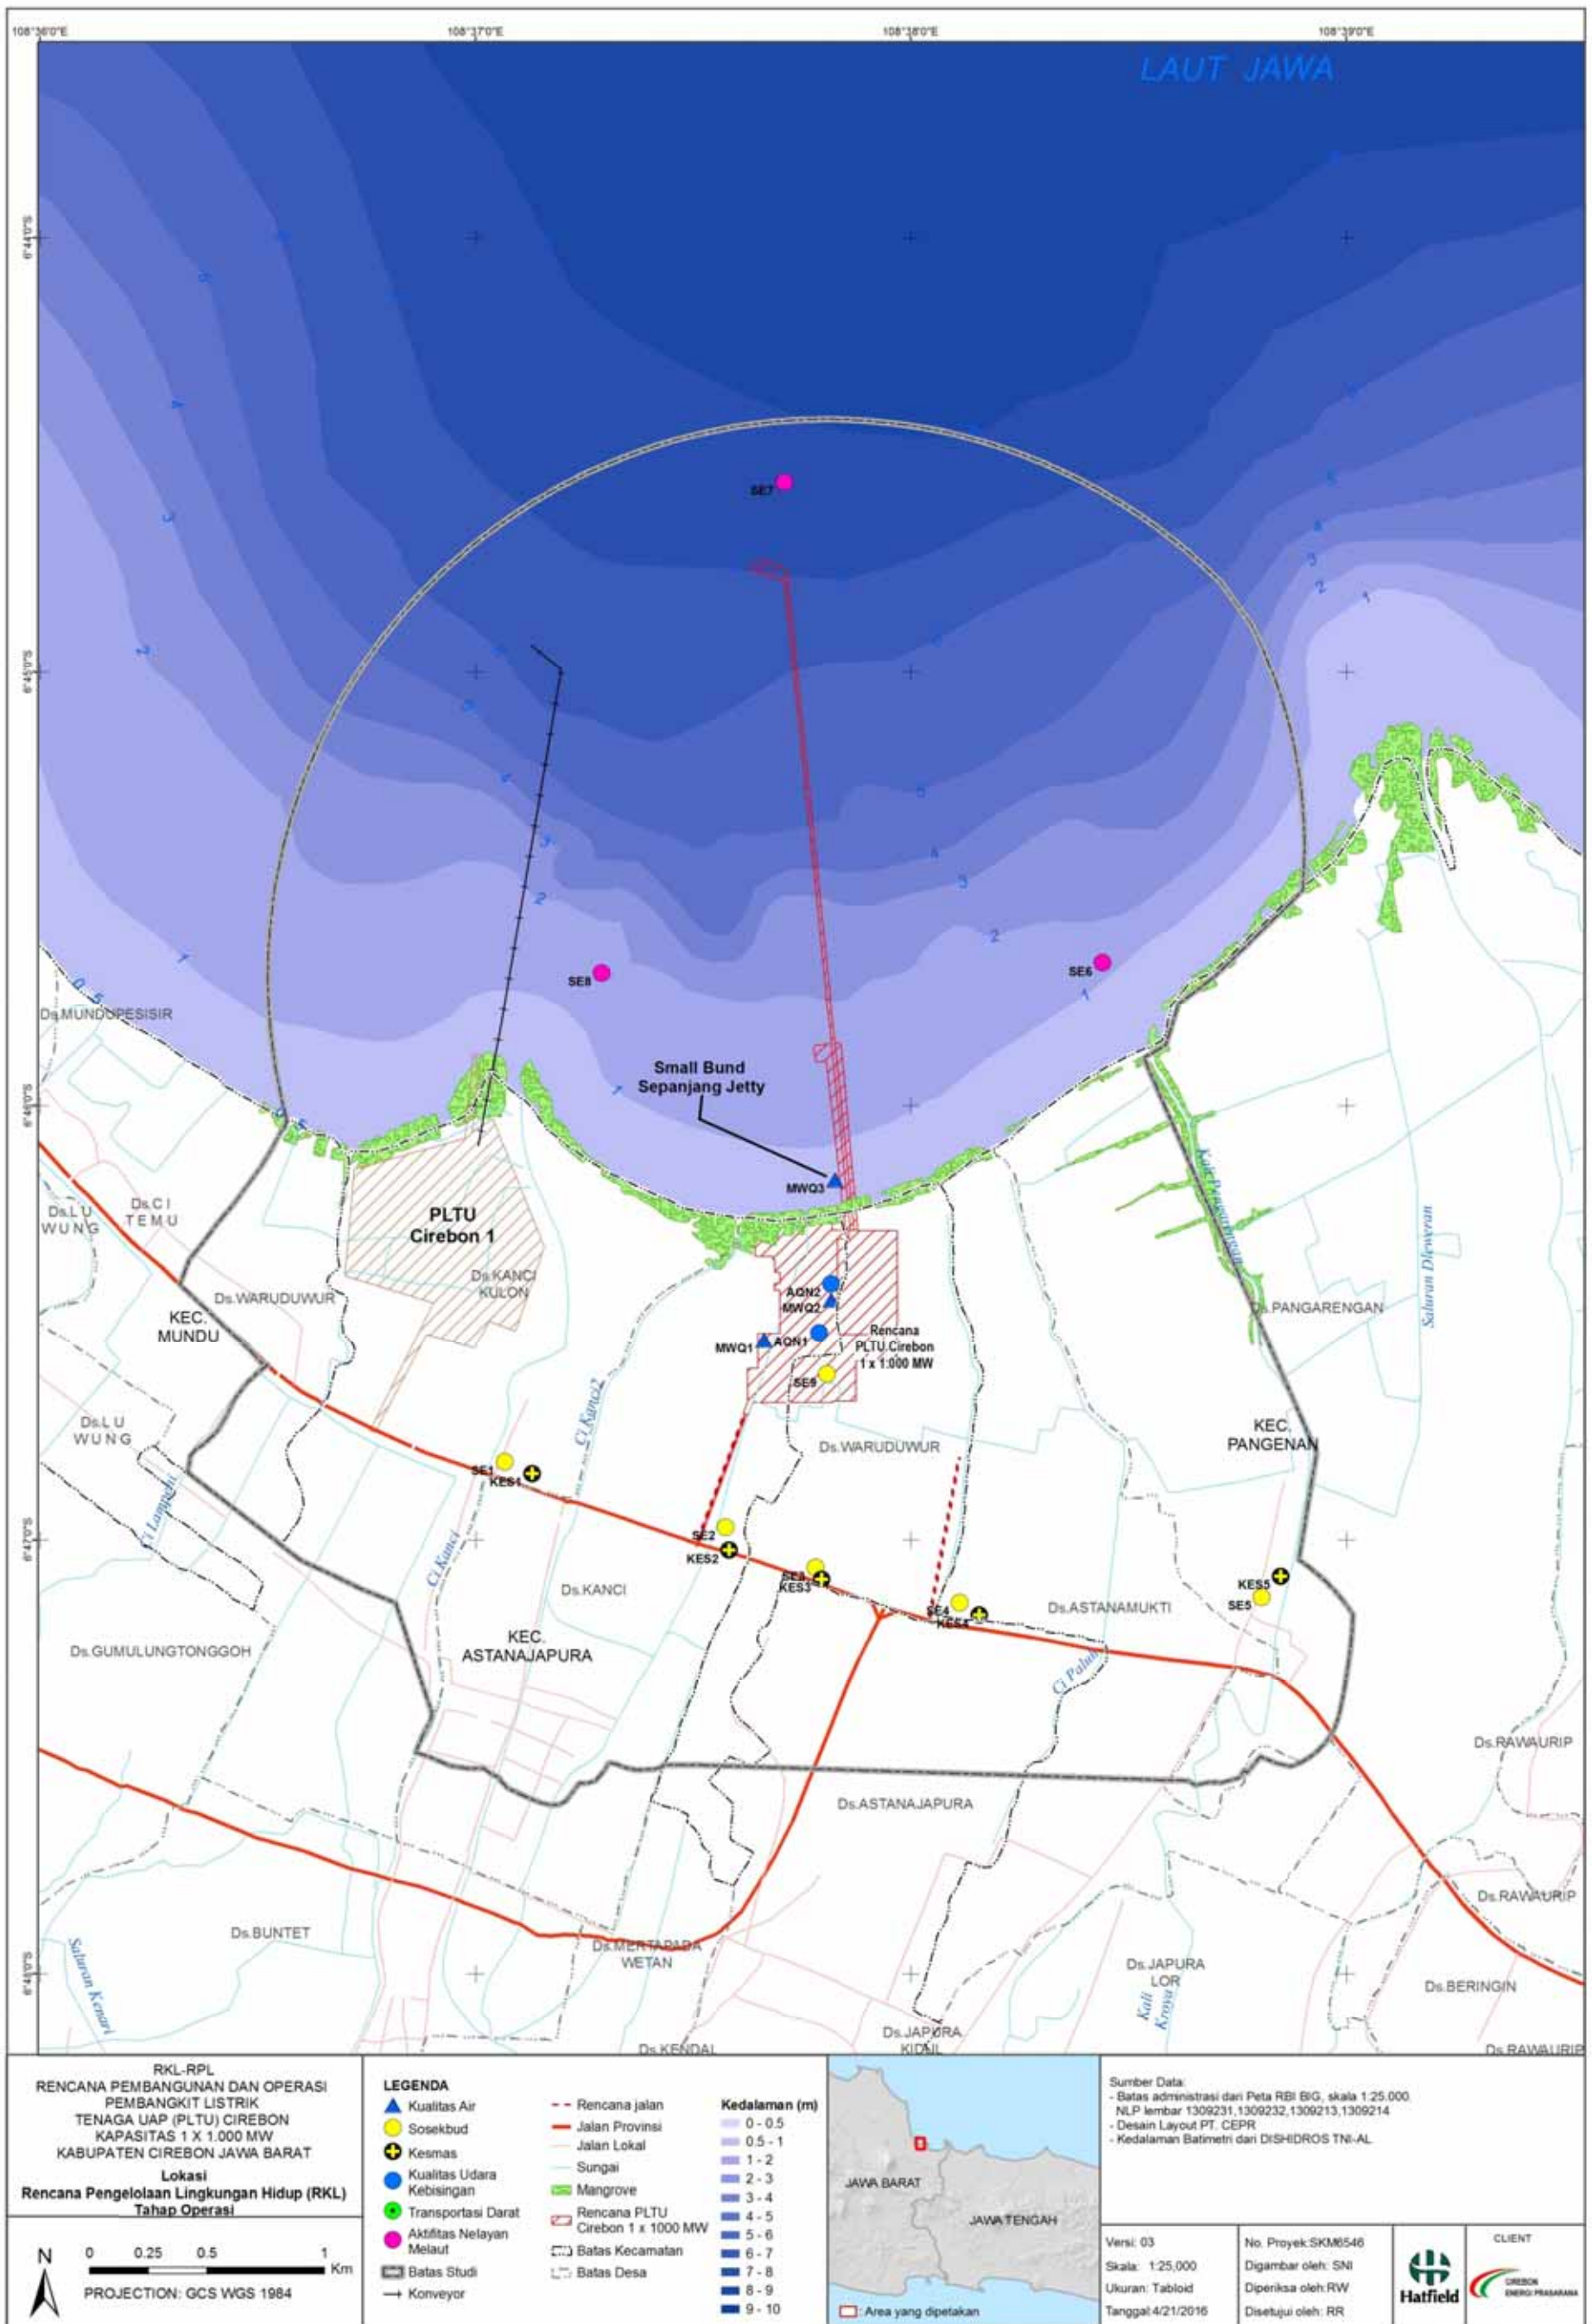 108°36'0"E
108°37'0"E
108°38'0"E
108°39'0"E
LAUT JAWA
6°44'0"S
SE7
6°45'0"S
SE8
SE6
Ds.MUNDUPESISIR
Small Bund
Sepanjang Jetty
6°46'0"S
MWQ3
Ds.LU
WUNG
Ds.CI
TEMU
PLTU
Cirebon 1
Kali Pangarengan
Saluran Dleweran
Ds.KANCI
KULON
Ds.WARUDUWUR
AQN2
MWQ2
Ds.PANGARENGAN
KEC.
MUNDU
MWQ1
AQN1
Rencana
PLTU Cirebon
1 x 1.000 MW
SE9
Ci Kanci2
Ds.LU
WUNG
Ds.WARUDUWUR
KEC.
PANGENAN
SE1
KES1
Ci Kanci
6°47'0"S
SE2
KES2
SE3
KES3
KES5
SE5
Ds.KANCI
SE4
KES4
Ds.ASTANAMUKTI
Ds.GUMULUNGTONGGOH
KEC.
ASTANAJAPURA
Ci Paluh
Ds.RAWAURIP
Ds.ASTANAJAPURA
Ds.RAWAURIP
Ds.BUNTET
Ds.MERTAPADA
WETAN
6°48'0"S
Saluran Kenari
Ds.JAPURA
LOR
Kali
Kroya
Ds.BERINGIN
Ds.JAPURA
KIDUL
Ds.KENDAL
Ds.RAWAURIP
RKL-RPL
RENCANA PEMBANGUNAN DAN OPERASI
PEMBANGKIT LISTRIK
TENAGA UAP (PLTU) CIREBON
KAPASITAS 1 X 1.000 MW
KABUPATEN CIREBON JAWA BARAT
Lokasi
Rencana Pengelolaan Lingkungan Hidup (RKL)
Tahap Operasi
N
0 0.25 0.5 1
Km
PROJECTION: GCS WGS 1984
LEGENDA
Kualitas Air
Sosekbud
Kesmas
Kualitas Udara
Kebisingan
Transportasi Darat
Aktifitas Nelayan
Melaut
Batas Studi
Konveyor
Rencana jalan
Jalan Provinsi
Jalan Lokal
Sungai
Mangrove
Rencana PLTU
Cirebon 1 x 1000 MW
Batas Kecamatan
Batas Desa
Kedalaman (m)
0 - 0.5
0.5 - 1
1 - 2
2 - 3
3 - 4
4 - 5
5 - 6
6 - 7
7 - 8
8 - 9
9 - 10
JAWA BARAT
JAWA TENGAH
: Area yang dipetakan
Sumber Data:
- Batas administrasi dari Peta RBI BIG, skala 1:25.000.
NLP lembar 1309231,1309232,1309213,1309214
- Desain Layout PT. CEPR
- Kedalaman Batimetri dari DISHIDROS TNI-AL
Versi: 03
Skala: 1:25,000
Ukuran: Tabloid
Tanggal:4/21/2016
No. Proyek:SKM6546
Digambar oleh: SNI
Diperiksa oleh:RW
Disetujui oleh: RR
Hatfield
CLIENT
CIREBON
ENERGI PRASARANA